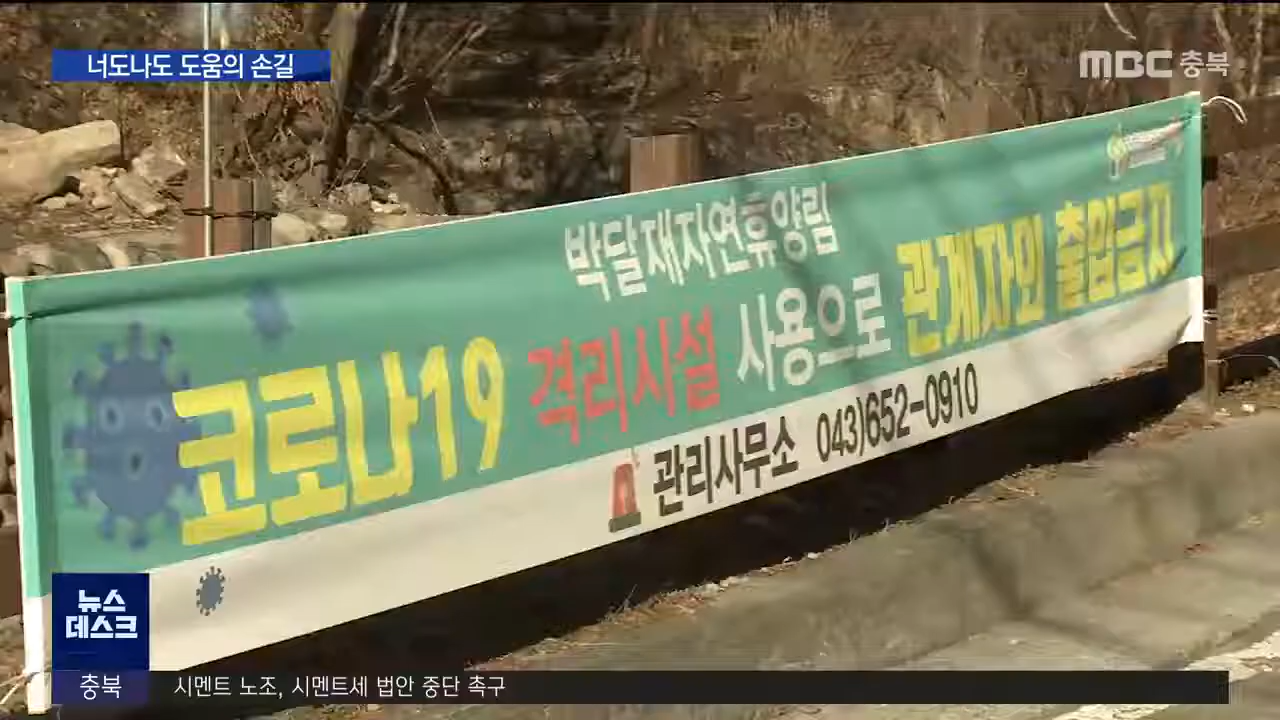 너도나도 도움의 손길
MBC 충북
박달재자연휴양림
코로나19 격리시설 사용으로 관계자외 출입금지
관리사무소 043)652-0910
뉴스
데스크
충북
시멘트 노조, 시멘트세 법안 중단 촉구